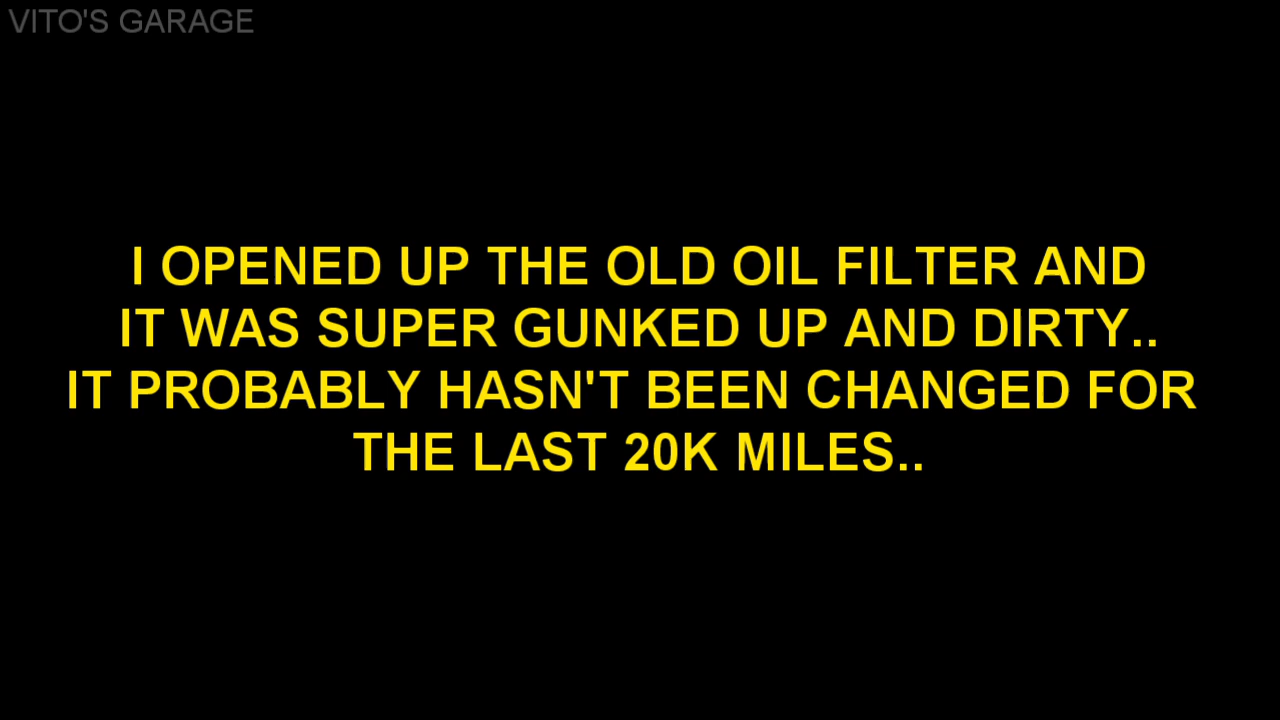 VITO'S GARAGE
I OPENED UP THE OLD OIL FILTER AND
IT WAS SUPER GUNKED UP AND DIRTY..
IT PROBABLY HASN'T BEEN CHANGED FOR
THE LAST 20K MILES..